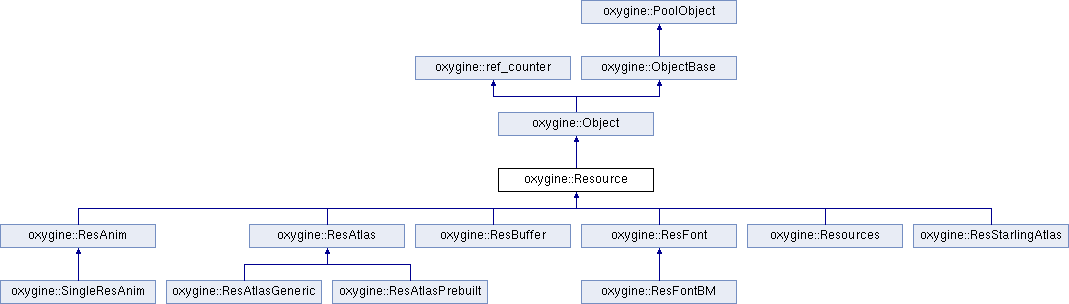 oxygine::PoolObject
oxygine::ref_counter
oxygine::ObjectBase
oxygine::Object
oxygine::Resource
oxygine::ResAnim
oxygine::ResAtlas
oxygine::ResBuffer
oxygine::ResFont
oxygine::Resources
oxygine::ResStarlingAtlas
oxygine::SingleResAnim
oxygine::ResAtlasGeneric
oxygine::ResAtlasPrebuilt
oxygine::ResFontBM